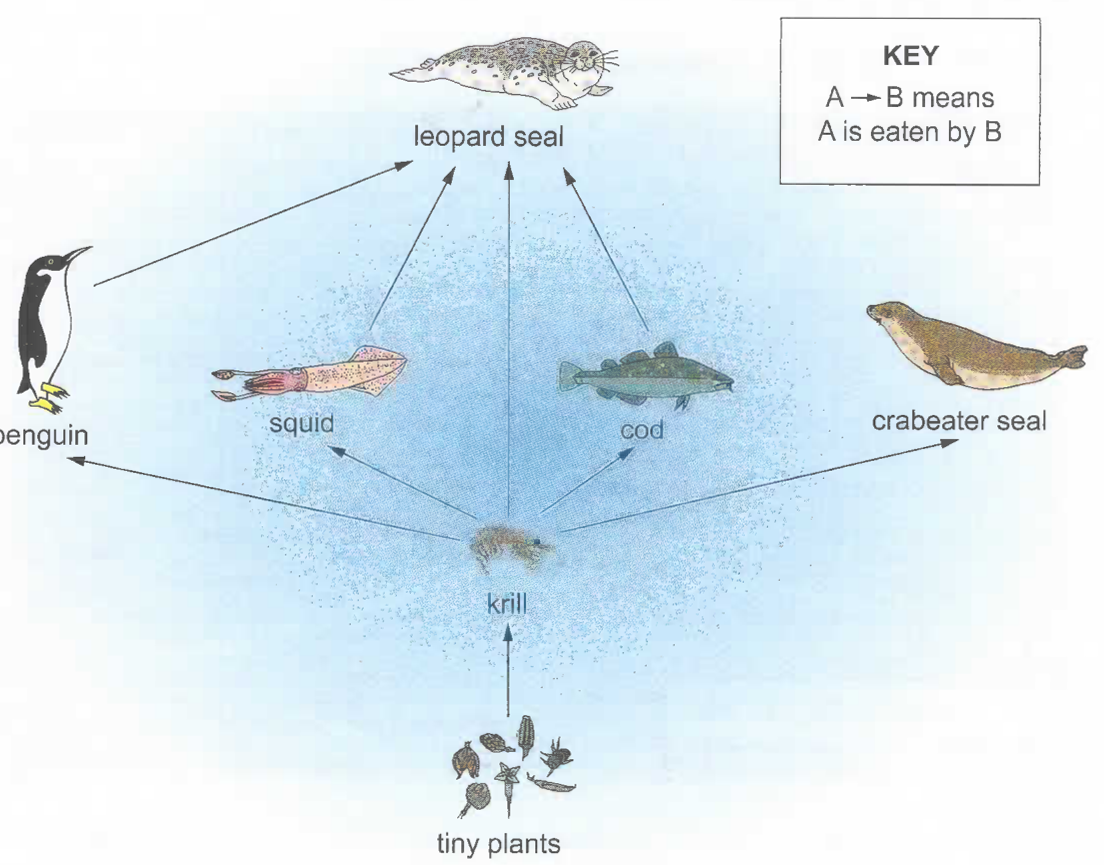 KEY
A → B means
A is eaten by B
leopard seal
penguin
squid
cod
crabeater seal
krill
tiny plants